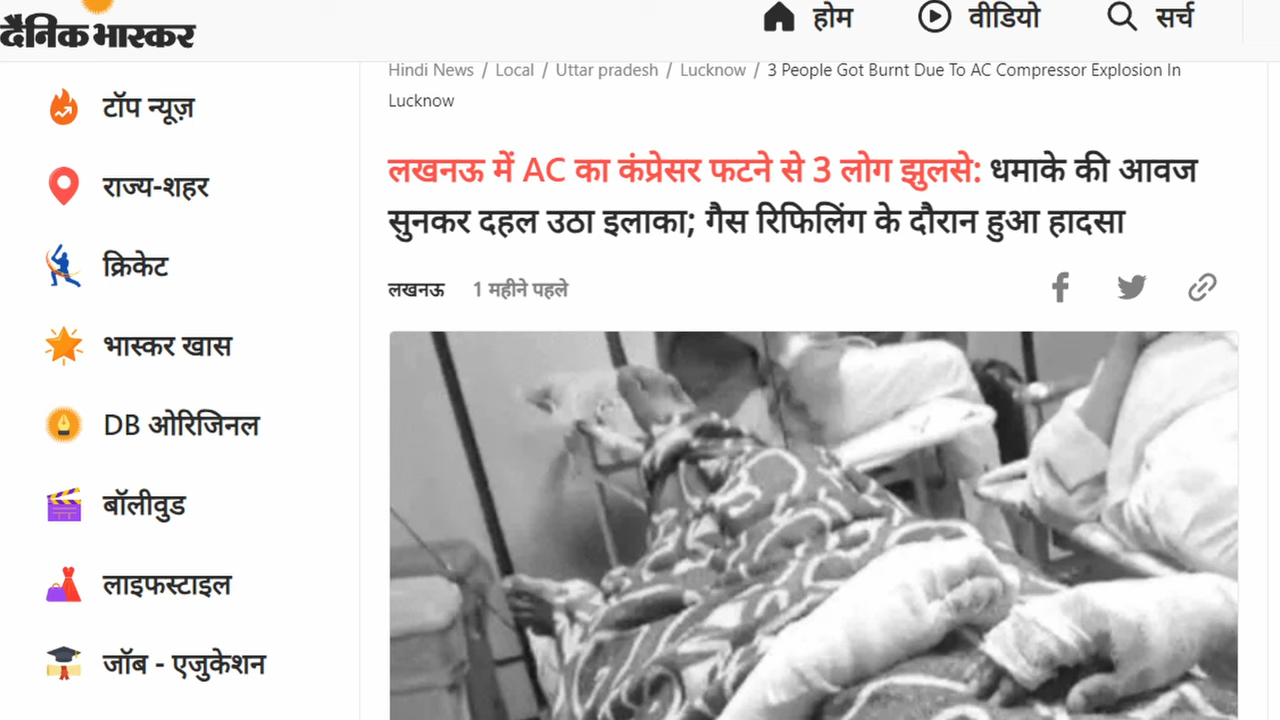 दैनिक भास्कर
होम
वीडियो
सर्च
टॉप न्यूज़
राज्य-शहर
क्रिकेट
भास्कर खास
DB ओरिजिनल
बॉलीवुड
लाइफस्टाइल
जॉब - एजुकेशन
Hindi News / Local / Uttar pradesh / Lucknow / 3 People Got Burnt Due To AC Compressor Explosion In
Lucknow
लखनऊ में AC का कंप्रेसर फटने से 3 लोग झुलसे: धमाके की आवज
सुनकर दहल उठा इलाका; गैस रिफिलिंग के दौरान हुआ हादसा
लखनऊ 1 महीने पहले